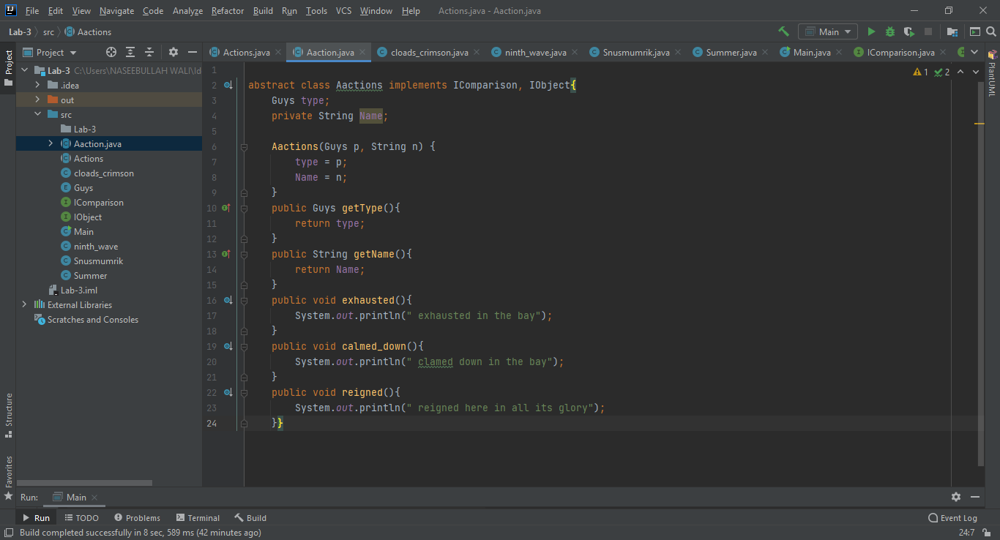 File Edit View Navigate Code Analyze Refactor Build Run Tools VCS Window Help Actions.java - Aaction.java
Lab-3 src Aactions Main
Project Actions.java Aaction.java cloads_crimson.java ninth_wave.java Snusmumrik.java Summer.java Main.java IComparison.java
Project
Structure
Favorites
PlantUML
Lab-3 C:\Users\NASEEBULLAH WALI\Id
.idea
out
src
Lab-3
Aaction.java
Actions
cloads_crimson
Guys
IComparison
IObject
Main
ninth_wave
Snusmumrik
Summer
Lab-3.iml
External Libraries
Scratches and Consoles
1 2
1
2 abstract class Aactions implements IComparison, IObject{
3 Guys type;
4 private String Name;
5
6 Aactions(Guys p, String n) {
7 type = p;
8 Name = n;
9 }
10 public Guys getType(){
11 return type;
12 }
13 public String getName(){
14 return Name;
15 }
16 public void exhausted(){
17 System.out.println(" exhausted in the bay");
18 }
19 public void calmed_down(){
20 System.out.println(" clamed down in the bay");
21 }
22 public void reigned(){
23 System.out.println(" reigned here in all its glory");
24 }}
Run: Main
Run TODO Problems Terminal Build Event Log
Build completed successfully in 8 sec, 589 ms (42 minutes ago) 24:7